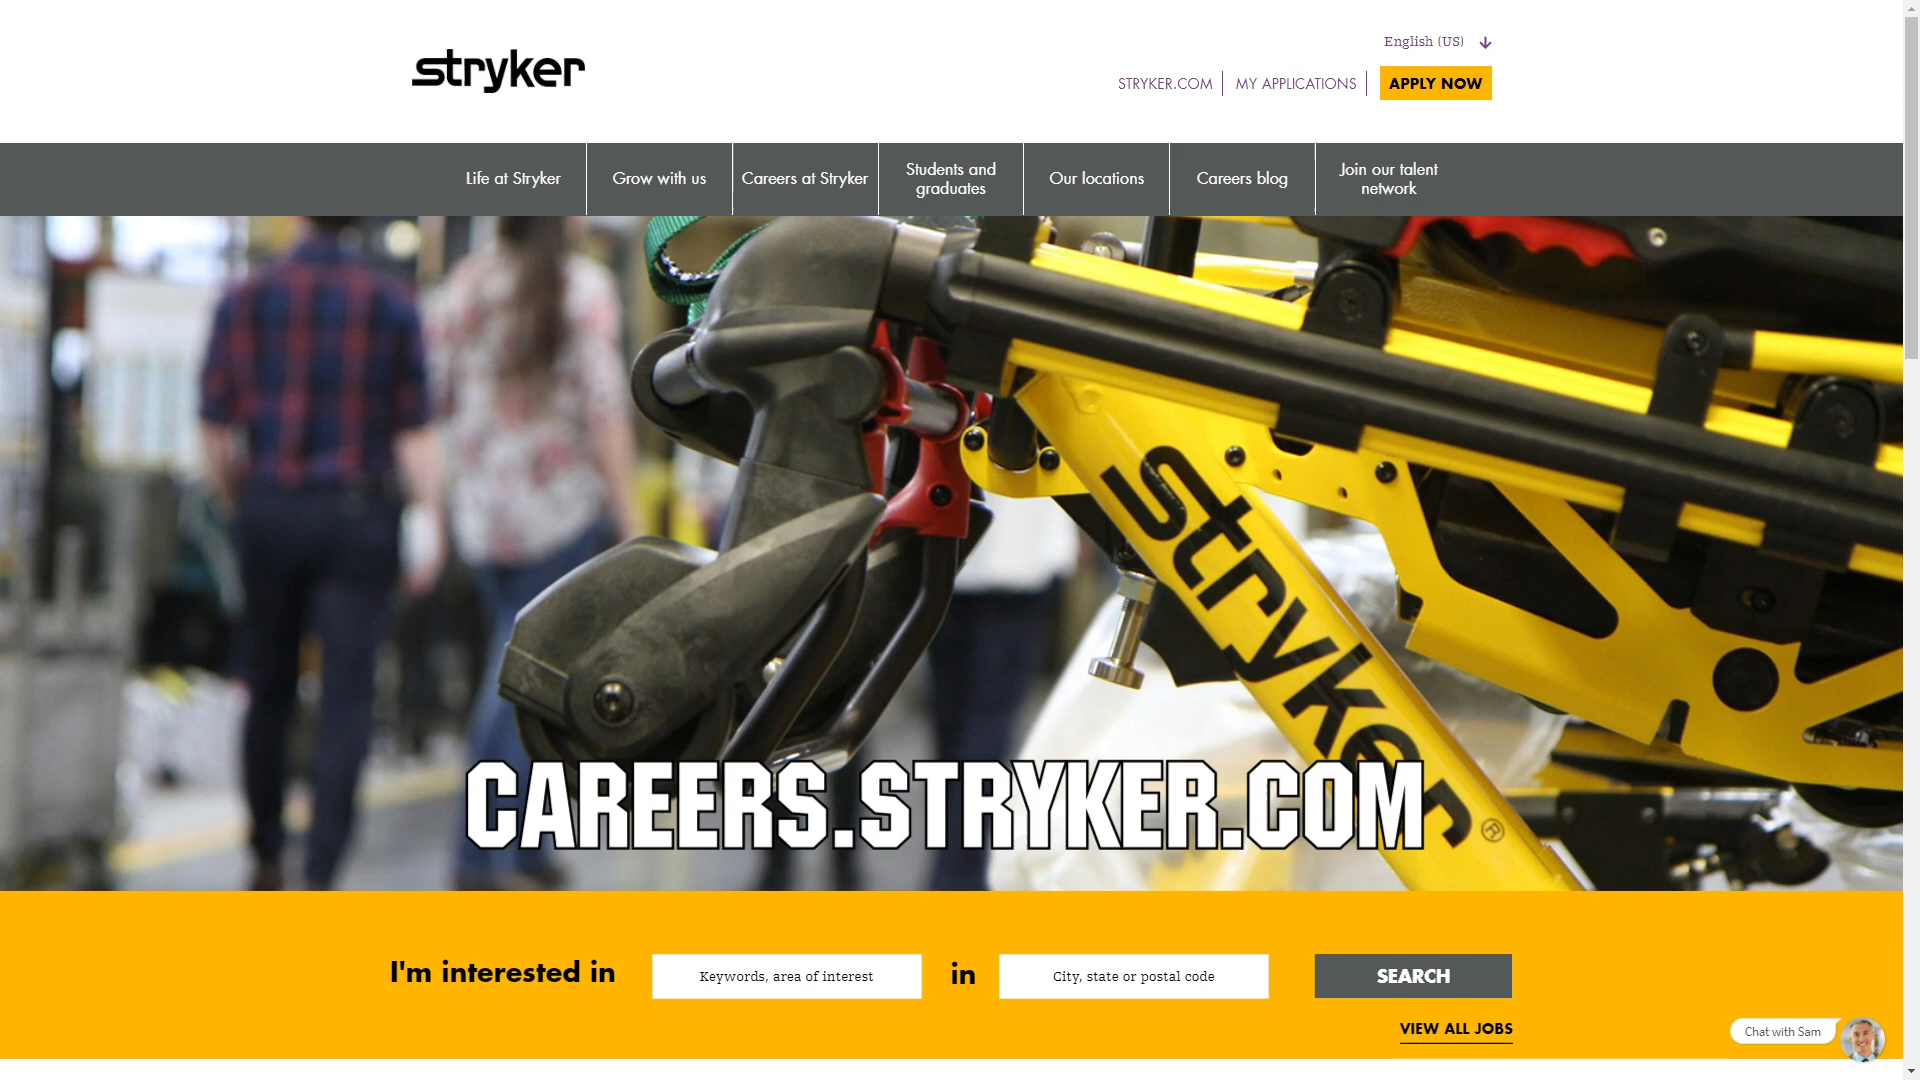 stryker
English (US)
STRYKER.COM
MY APPLICATIONS
APPLY NOW
Life at Stryker
Grow with us
Careers at Stryker
Students and
graduates
Our locations
Careers blog
Join our talent
network
stryker®
CAREERS.STRYKER.COM
I'm interested in
Keywords, area of interest
in
City, state or postal code
SEARCH
VIEW ALL JOBS
Chat with Sam